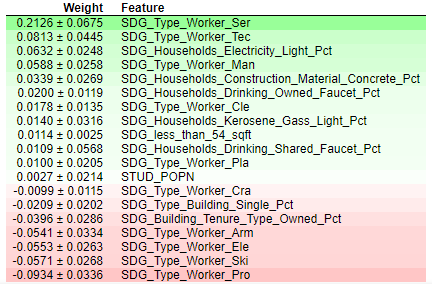 Weight Feature
0.2126 ± 0.0675 SDG_Type_Worker_Ser
0.0813 ± 0.0445 SDG_Type_Worker_Tec
0.0632 ± 0.0248 SDG_Households_Electricity_Light_Pct
0.0588 ± 0.0258 SDG_Type_Worker_Man
0.0339 ± 0.0269 SDG_Households_Construction_Material_Concrete_Pct
0.0200 ± 0.0119 SDG_Households_Drinking_Owned_Faucet_Pct
0.0178 ± 0.0135 SDG_Type_Worker_Cle
0.0140 ± 0.0316 SDG_Households_Kerosene_Gass_Light_Pct
0.0114 ± 0.0025 SDG_less_than_54_sqft
0.0109 ± 0.0568 SDG_Households_Drinking_Shared_Faucet_Pct
0.0100 ± 0.0205 SDG_Type_Worker_Pla
0.0027 ± 0.0214 STUD_POPN
-0.0099 ± 0.0115 SDG_Type_Worker_Cra
-0.0209 ± 0.0202 SDG_Type_Building_Single_Pct
-0.0396 ± 0.0286 SDG_Building_Tenure_Type_Owned_Pct
-0.0541 ± 0.0334 SDG_Type_Worker_Arm
-0.0553 ± 0.0263 SDG_Type_Worker_Ele
-0.0571 ± 0.0268 SDG_Type_Worker_Ski
-0.0934 ± 0.0336 SDG_Type_Worker_Pro